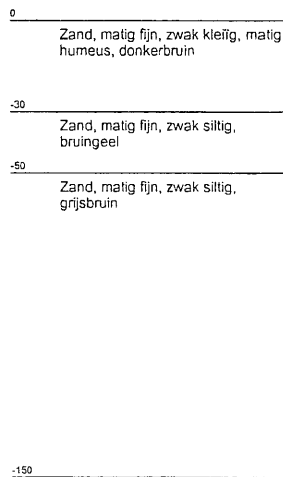 0
Zand, matig fijn, zwak kleiïg, matig
humeus, donkerbruin
-30
Zand, matig fijn, zwak siltig,
bruingeel
-50
Zand, matig fijn, zwak siltig,
grijsbruin
-150